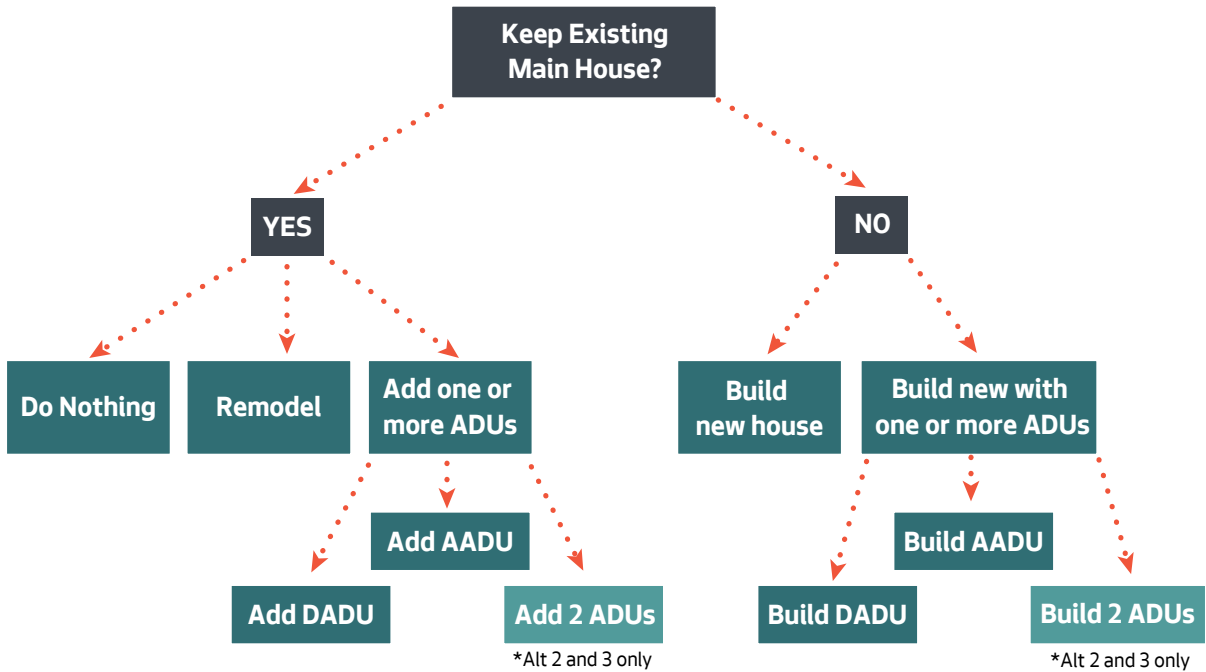 Keep Existing
Main House?
YES
NO
Do Nothing
Remodel
Add one or
more ADUs
Build
new house
Build new with
one or more ADUs
Add AADU
Build AADU
Add DADU
Add 2 ADUs
Build DADU
Build 2 ADUs
*Alt 2 and 3 only
*Alt 2 and 3 only